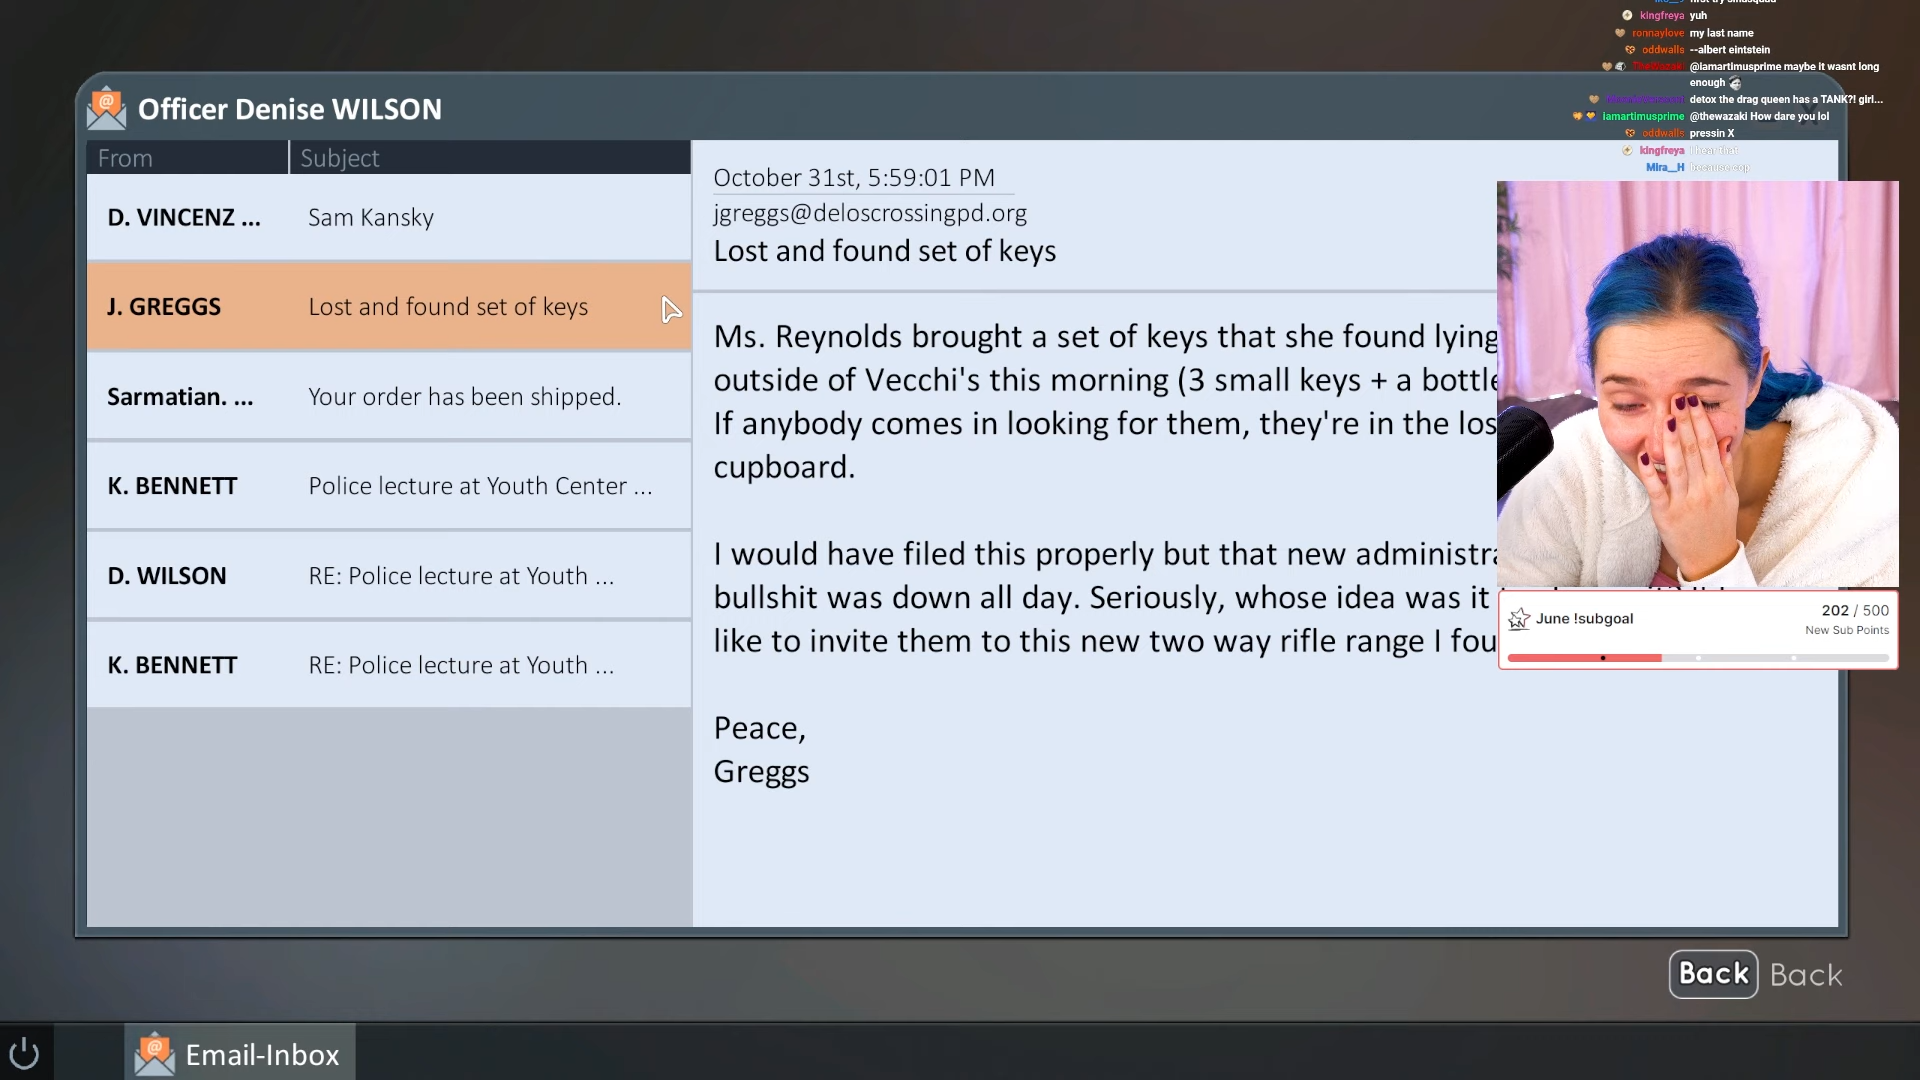 Officer Denise WILSON
From
Subject
D. VINCENZ ...
Sam Kansky
J. GREGGS
Lost and found set of keys
Sarmatian. ...
Your order has been shipped.
K. BENNETT
Police lecture at Youth Center ...
D. WILSON
RE: Police lecture at Youth ...
K. BENNETT
RE: Police lecture at Youth ...
October 31st, 5:59:01 PM
jgreggs@deloscrossingpd.org
Lost and found set of keys
Ms. Reynolds brought a set of keys that she found lying
outside of Vecchi's this morning (3 small keys + a bottle
If anybody comes in looking for them, they're in the los
cupboard.
I would have filed this properly but that new administra
bullshit was down all day. Seriously, whose idea was it
like to invite them to this new two way rifle range I fou
Peace,
Greggs
kingfreya yuh
ronnaylove my last name
oddwalls --albert eintstein
@iamartimusprime maybe it wasnt long
enough
detox the drag queen has a TANK?! girl...
iamartimusprime @thewazaki How dare you lol
oddwalls pressin X
kingfreya i hear that
Mira__H because cop
June !subgoal
202 / 500
New Sub Points
Back Back
Email-Inbox